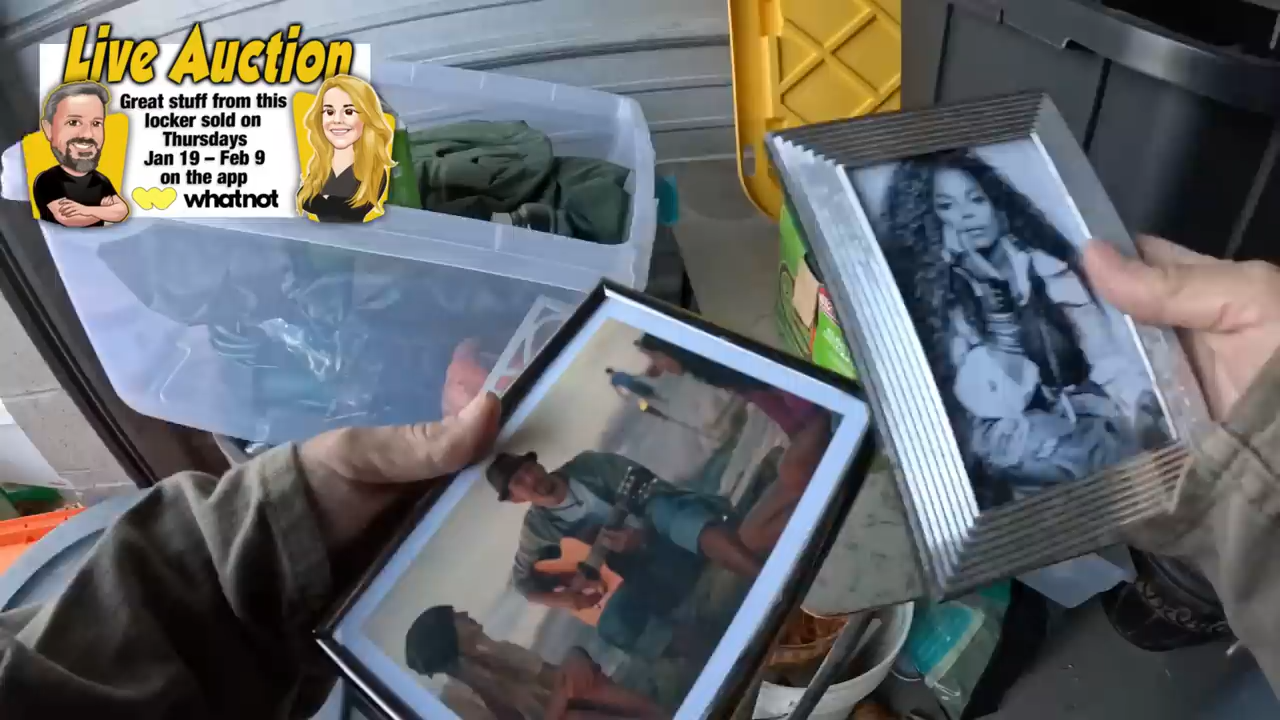 Live Auction
Great stuff from this
locker sold on
Thursdays
Jan 19 – Feb 9
on the app
whatnot